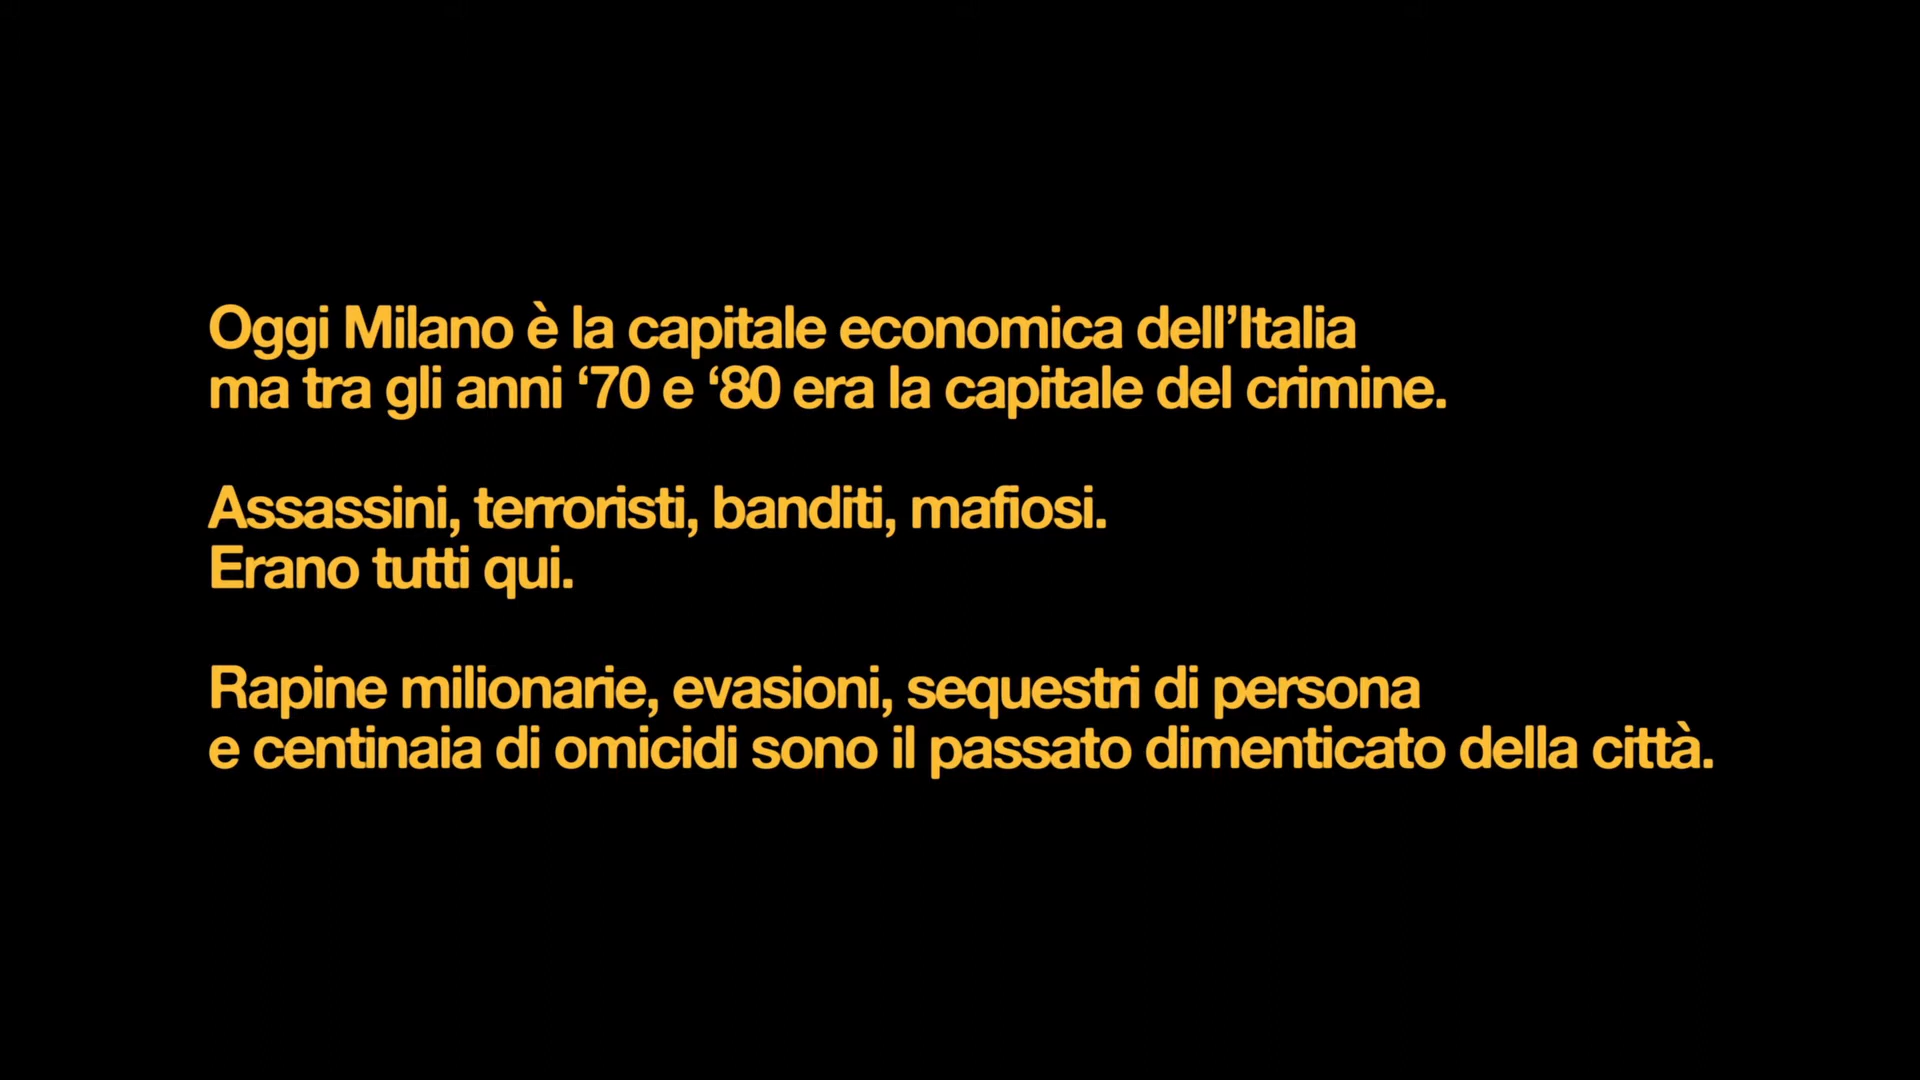 Oggi Milano è la capitale economica dell’Italia
ma tra gli anni ‘70 e ‘80 era la capitale del crimine.
Assassini, terroristi, banditi, mafiosi.
Erano tutti qui.
Rapine milionarie, evasioni, sequestri di persona
e centinaia di omicidi sono il passato dimenticato della città.